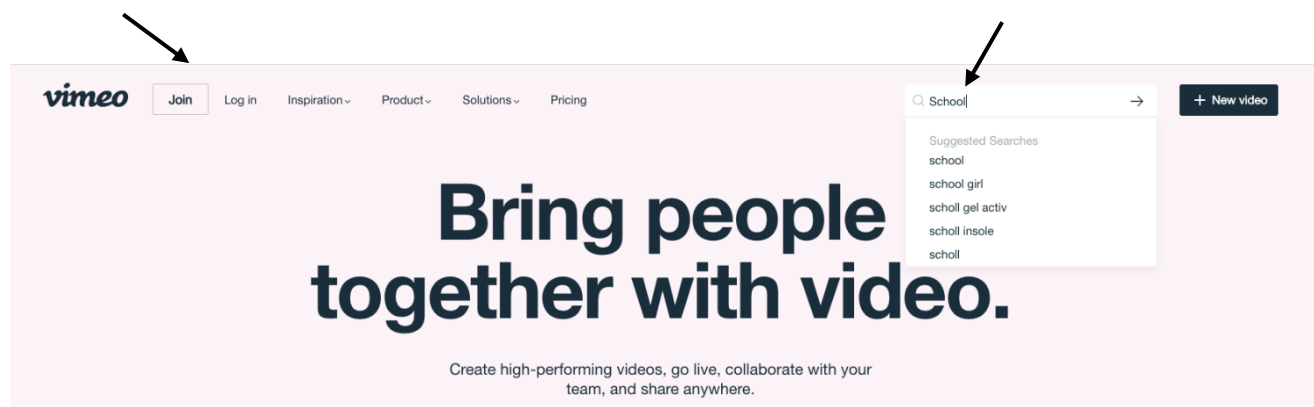 vimeo Join Log in Inspiration Product Solutions Pricing School + New video
Suggested Searches
school
school girl
scholl gel activ
scholl insole
scholl
Bring people
together with video.
Create high-performing videos, go live, collaborate with your
team, and share anywhere.